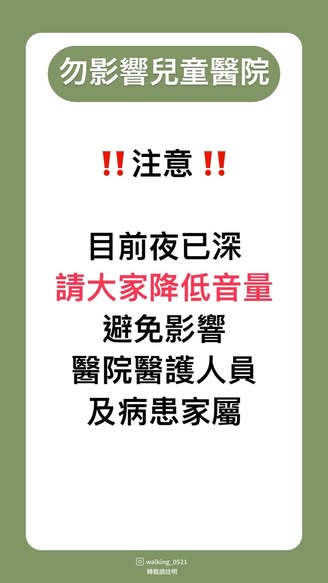 勿影響兒童醫院
‼️注意‼️
目前夜已深
請大家降低音量
避免影響
醫院醫護人員
及病患家屬
walking_0521
轉載請註明